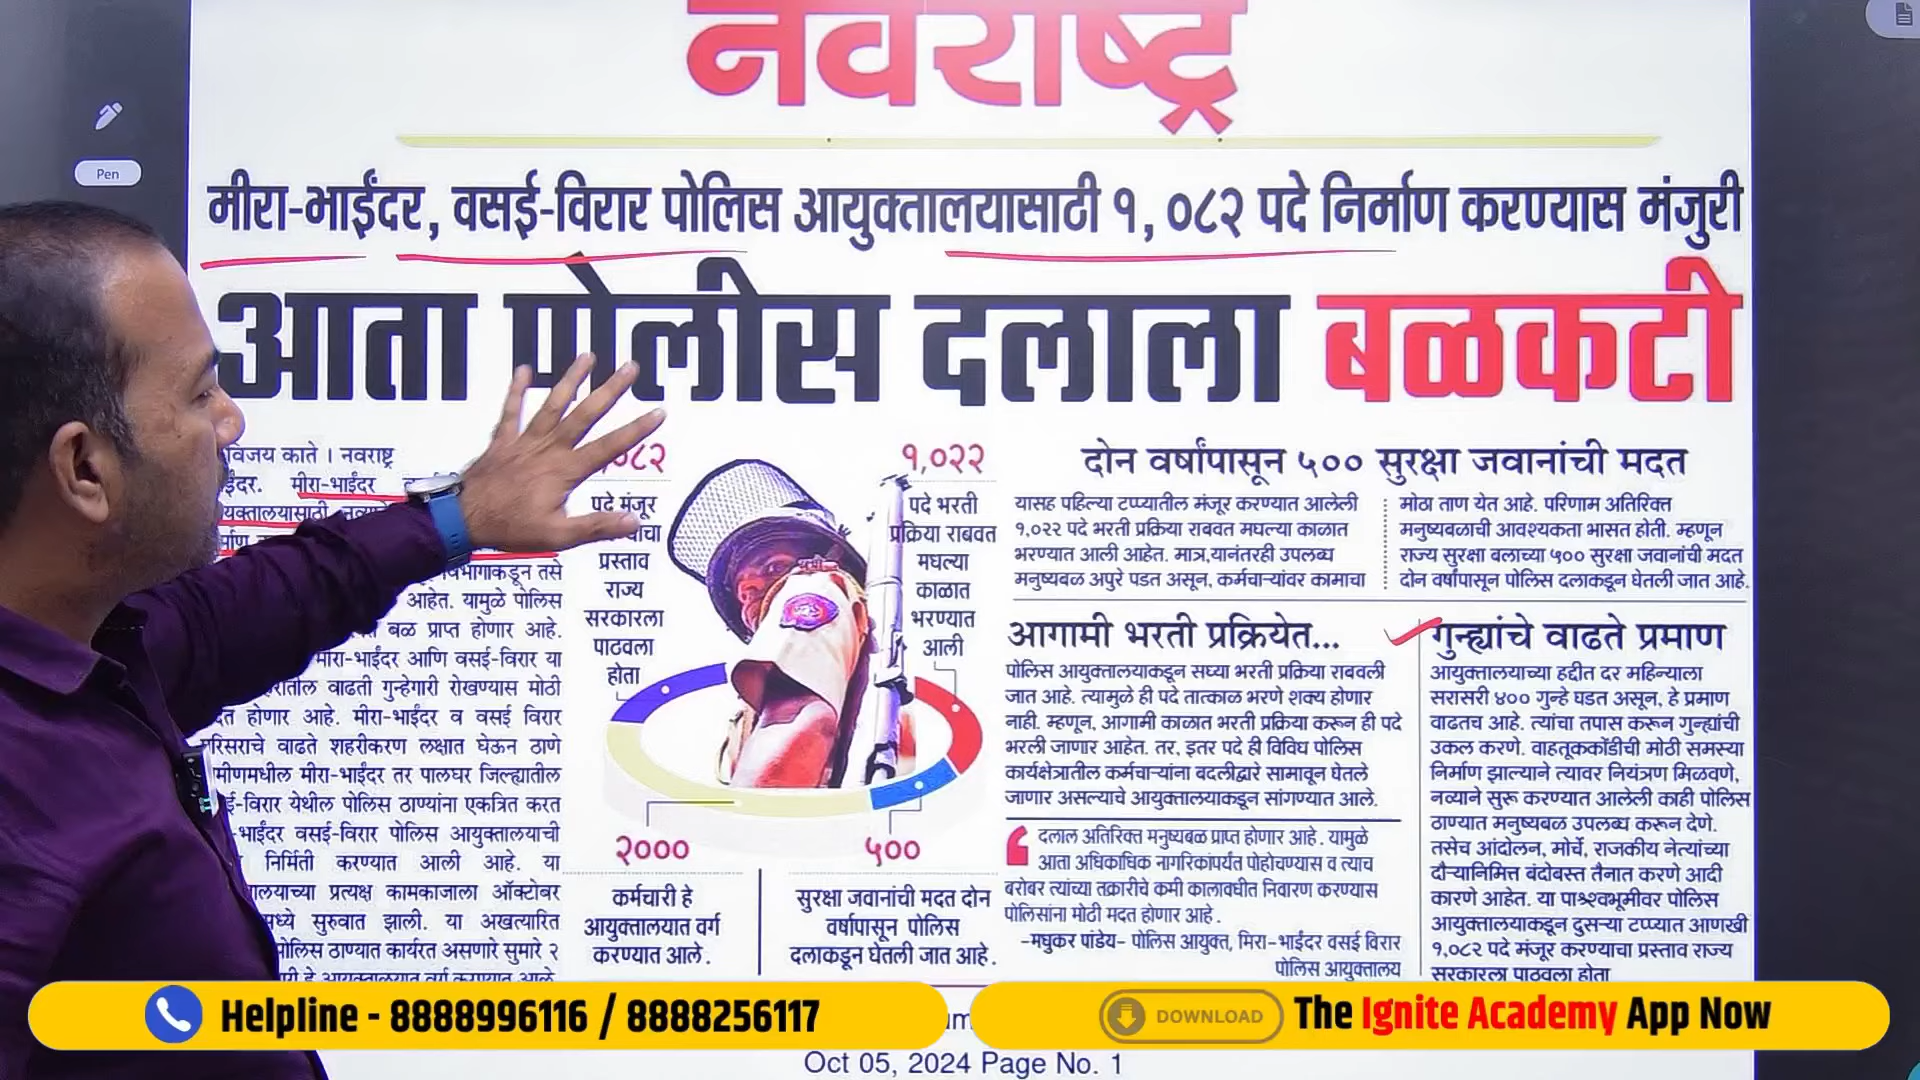 नवराष्ट्र
Pen
मीरा-भाईंदर, वसई-विरार पोलिस आयुक्तालयासाठी १, ०८२ पदे निर्माण करण्यास मंजुरी
आता पोलीस दलाला बळकटी
विजय काते । नवराष्ट्र
मीरा-भाईंदर
आहेत. यामुळे पोलिस
बळ प्राप्त होणार आहे.
मीरा-भाईंदर आणि वसई-विरार या
वाढती गुन्हेगारी रोखण्यास मोठी
होणार आहे. मीरा-भाईंदर व वसई विरार
वाढते शहरीकरण लक्षात घेऊन ठाणे
मीरा-भाईंदर तर पालघर जिल्ह्यातील
येथील पोलिस ठाण्यांना एकत्रित करत
वसई-विरार पोलिस आयुक्तालयाची
निर्मिती करण्यात आली आहे. या
प्रत्यक्ष कामकाजाला ऑक्टोबर
सुरुवात झाली. या अखत्यारित
पोलिस ठाण्यात कार्यरत असणारे सुमारे २
पदे मंजूर
प्रस्ताव
राज्य
सरकारला
पाठवला
होता
१,०२२
पदे भरती
प्रक्रिया राबवत
मधल्या
काळात
भरण्यात
आली
२०००
कर्मचारी हे
आयुक्तालयात वर्ग
करण्यात आले.
५००
सुरक्षा जवानांची मदत दोन
वर्षापासून पोलिस
दलाकडून घेतली जात आहे.
दोन वर्षांपासून ५०० सुरक्षा जवानांची मदत
यासह पहिल्या टप्प्यातील मंजूर करण्यात आलेली
१,०२२ पदे भरती प्रक्रिया राबवत मधल्या काळात
भरण्यात आली आहेत. मात्र,यानंतरही उपलब्ध
मनुष्यबळ अपुरे पडत असून, कर्मचाऱ्यांवर कामाचा
मोठा ताण येत आहे. परिणाम अतिरिक्त
मनुष्यबळाची आवश्यकता भासत होती. म्हणून
राज्य सुरक्षा बलाच्या ५०० सुरक्षा जवानांची मदत
दोन वर्षांपासून पोलिस दलाकडून घेतली जात आहे.
आगामी भरती प्रक्रियेत...
पोलिस आयुक्तालयाकडून सध्या भरती प्रक्रिया राबवली
जात आहे. त्यामुळे ही पदे तात्काळ भरणे शक्य होणार
नाही. म्हणून, आगामी काळात भरती प्रक्रिया करून ही पदे
भरली जाणार आहेत. तर, इतर पदे ही विविध पोलिस
कार्यक्षेत्रातील कर्मचाऱ्यांना बदलीद्वारे सामावून घेतले
जाणार असल्याचे आयुक्तालयाकडून सांगण्यात आले.
दलाल अतिरिक्त मनुष्यबळ प्राप्त होणार आहे. यामुळे
आता अधिकाधिक नागरिकांपर्यंत पोहोचण्यास व त्याच
बरोबर त्यांच्या तक्रारीचे कमी कालावधीत निवारण करण्यास
पोलिसांना मोठी मदत होणार आहे.
-मधुकर पांडेय- पोलिस आयुक्त, मिरा-भाईंदर वसई विरार
पोलिस आयुक्तालय
गुन्ह्यांचे वाढते प्रमाण
आयुक्तालयाच्या हद्दीत दर महिन्याला
सरासरी ४०० गुन्हे घडत असून, हे प्रमाण
वाढतच आहे. त्यांचा तपास करून गुन्ह्यांची
उकल करणे. वाहतूककोंडीची मोठी समस्या
निर्माण झाल्याने त्यावर नियंत्रण मिळवणे,
नव्याने सुरू करण्यात आलेली काही पोलिस
ठाण्यात मनुष्यबळ उपलब्ध करून देणे.
तसेच आंदोलन, मोर्चे, राजकीय नेत्यांच्या
दौऱ्यानिमित्त बंदोबस्त तैनात करणे आदी
कारणे आहेत. या पार्श्वभूमीवर पोलिस
आयुक्तालयाकडून दुसऱ्या टप्प्यात आणखी
१,०८२ पदे मंजूर करण्याचा प्रस्ताव राज्य
सरकारला पाठवला होता
Helpline - 8888996116 / 8888256117
DOWNLOAD The Ignite Academy App Now
Oct 05, 2024 Page No. 1